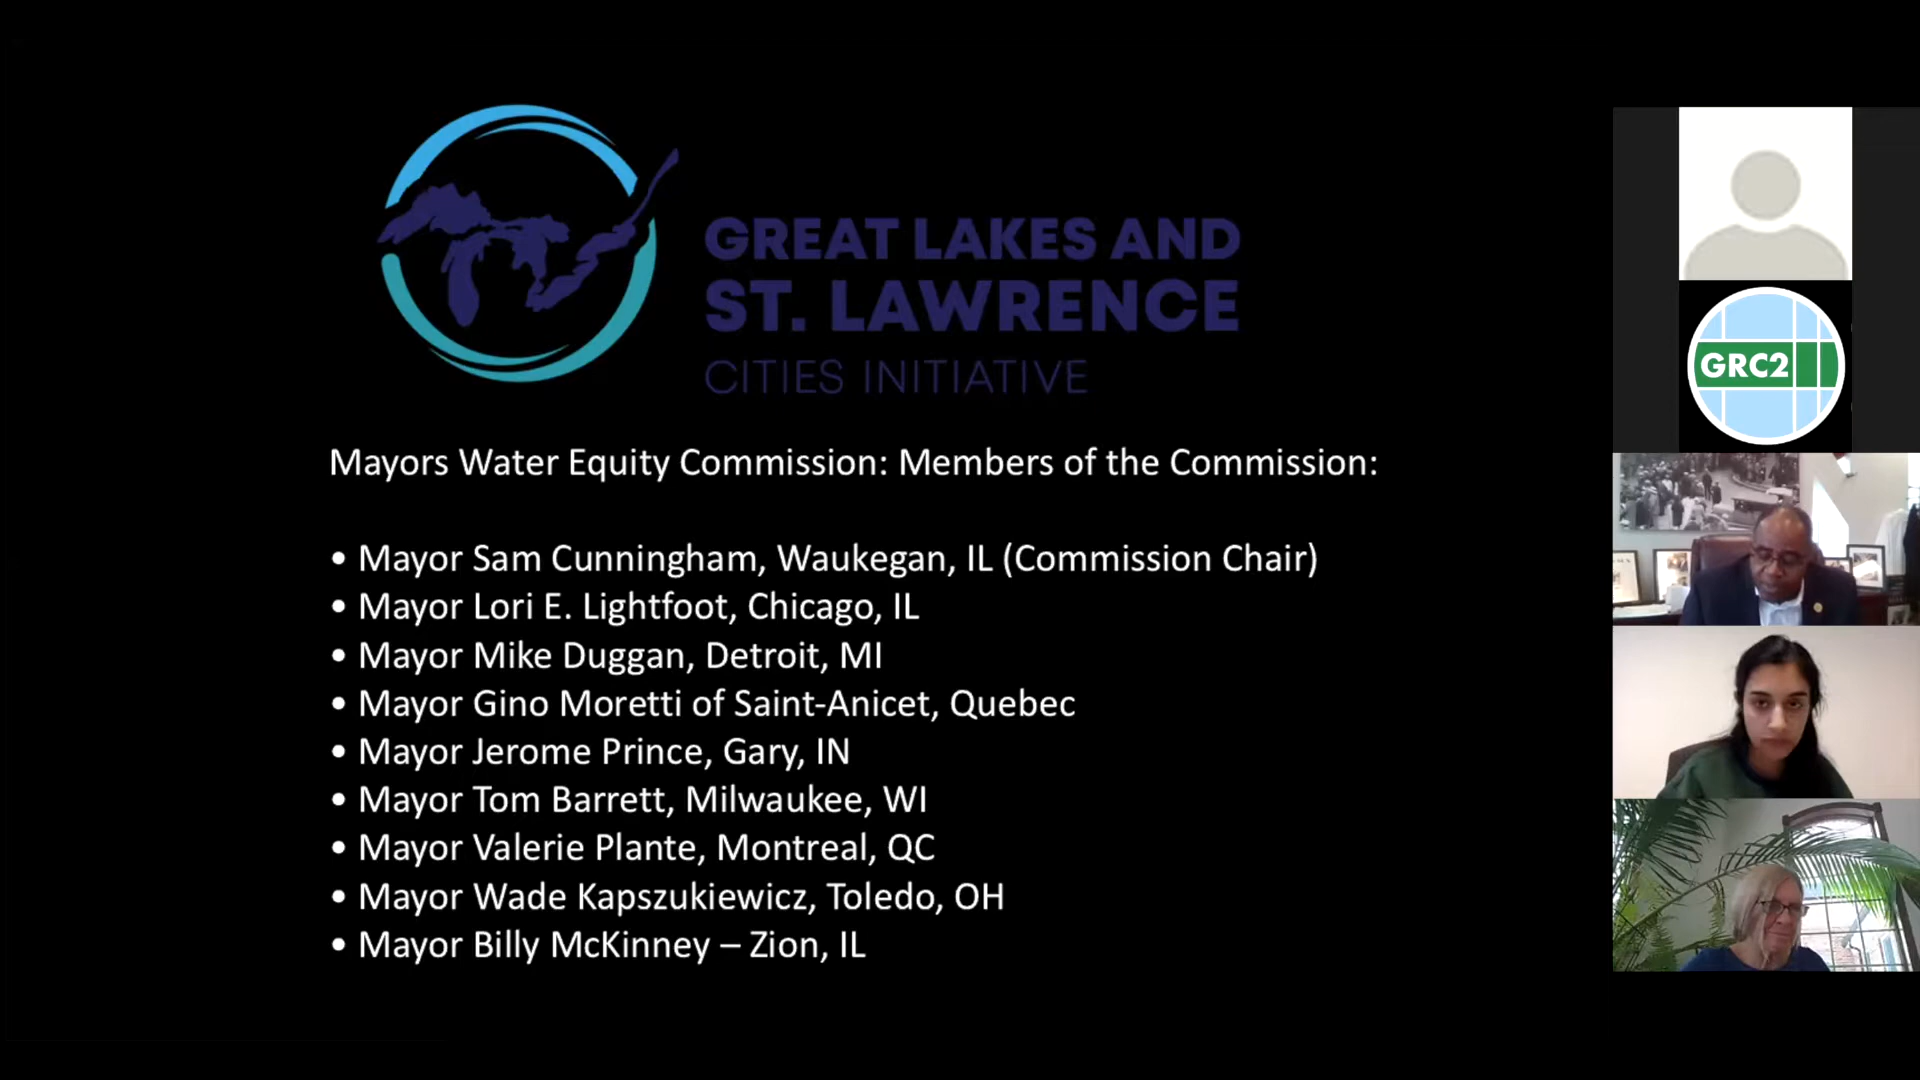 GREAT LAKES AND
ST. LAWRENCE
CITIES INITIATIVE
Mayors Water Equity Commission: Members of the Commission:
• Mayor Sam Cunningham, Waukegan, IL (Commission Chair)
• Mayor Lori E. Lightfoot, Chicago, IL
• Mayor Mike Duggan, Detroit, MI
• Mayor Gino Moretti of Saint-Anicet, Quebec
• Mayor Jerome Prince, Gary, IN
• Mayor Tom Barrett, Milwaukee, WI
• Mayor Valerie Plante, Montreal, QC
• Mayor Wade Kapszukiewicz, Toledo, OH
• Mayor Billy McKinney – Zion, IL
GRC2